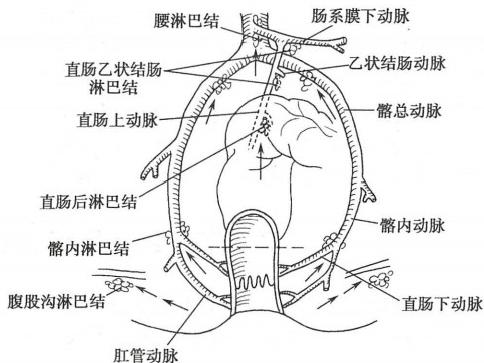 腰淋巴结
肠系膜下动脉
直肠乙状结肠
淋巴结
乙状结肠动脉
直肠上动脉
髂总动脉
直肠后淋巴结
髂内动脉
髂内淋巴结
腹股沟淋巴结
直肠下动脉
肛管动脉